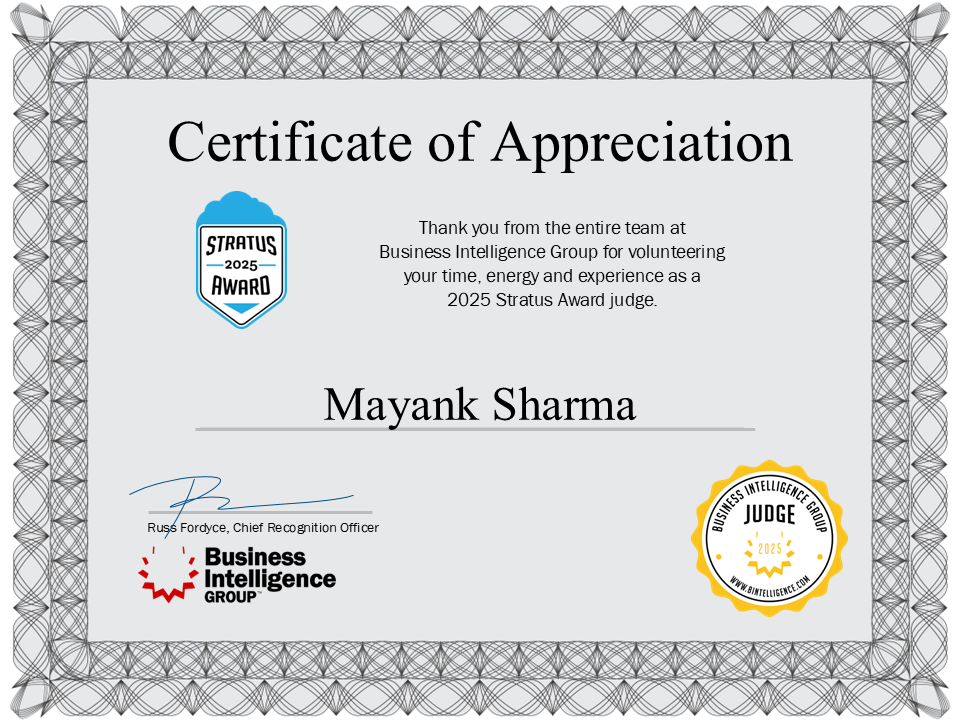 Certificate of Appreciation
STRATUS
2025
AWARD
Thank you from the entire team at
Business Intelligence Group for volunteering
your time, energy and experience as a
2025 Stratus Award judge.
Mayank Sharma
Russ Fordyce, Chief Recognition Officer
Business
Intelligence
GROUP™
BUSINESS INTELLIGENCE GROUP
JUDGE
2025
WWW.BINTELLIGENCE.COM